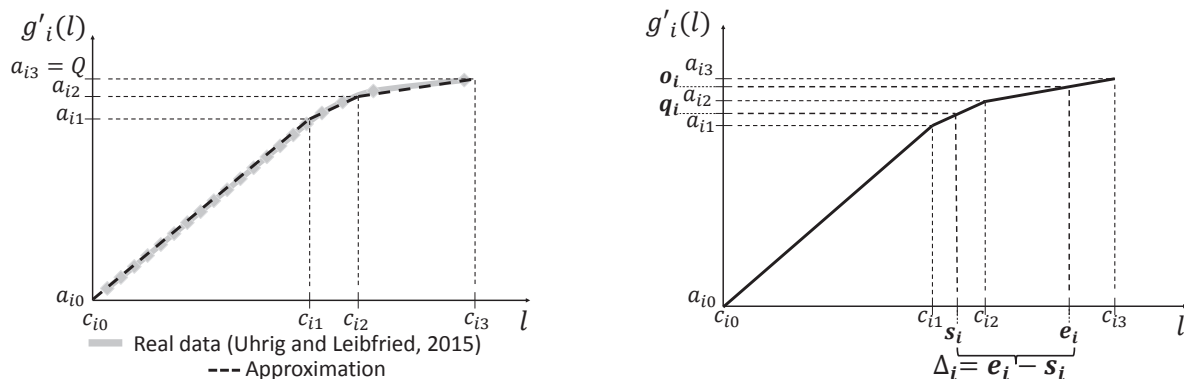 g'ᵢ(l)
aᵢ₃ = Q
aᵢ₂
aᵢ₁
aᵢ₀
cᵢ₀ cᵢ₁ cᵢ₂ cᵢ₃ l
Real data (Uhrig and Leibfried, 2015)
Approximation
g'ᵢ(l)
aᵢ₃
oᵢ
aᵢ₂
qᵢ
aᵢ₁
aᵢ₀
cᵢ₀ cᵢ₁ cᵢ₂ cᵢ₃ l
sᵢ eᵢ
Δᵢ = eᵢ − sᵢ